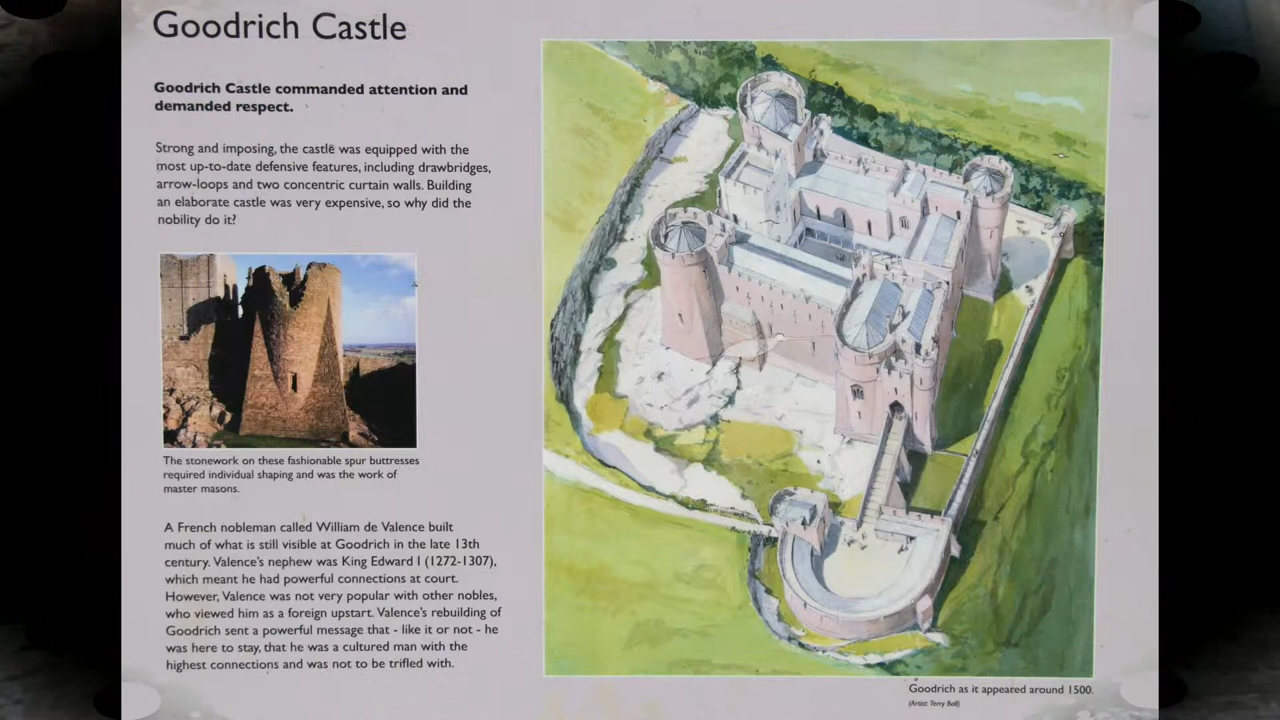 Goodrich Castle
Goodrich Castle commanded attention and
demanded respect.
Strong and imposing, the castle was equipped with the
most up-to-date defensive features, including drawbridges,
arrow-loops and two concentric curtain walls. Building
an elaborate castle was very expensive, so why did the
nobility do it?
The stonework on these fashionable spur buttresses
required individual shaping and was the work of
master masons.
A French nobleman called William de Valence built
much of what is still visible at Goodrich in the late 13th
century. Valence's nephew was King Edward I (1272-1307),
which meant he had powerful connections at court.
However, Valence was not very popular with other nobles,
who viewed him as a foreign upstart. Valence's rebuilding of
Goodrich sent a powerful message that - like it or not - he
was here to stay, that he was a cultured man with the
highest connections and was not to be trifled with.
Goodrich as it appeared around 1500.
(Artist: Terry Ball)